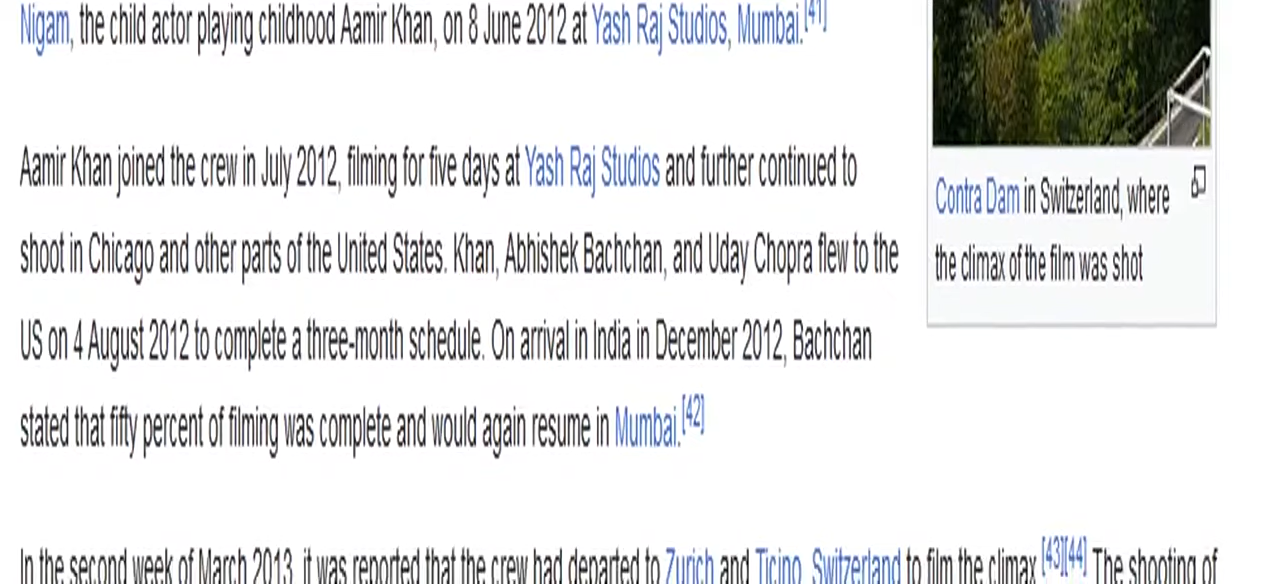 Nigam, the child actor playing childhood Aamir Khan, on 8 June 2012 at Yash Raj Studios, Mumbai.[41]
Aamir Khan joined the crew in July 2012, filming for five days at Yash Raj Studios and further continued to
shoot in Chicago and other parts of the United States. Khan, Abhishek Bachchan, and Uday Chopra flew to the
US on 4 August 2012 to complete a three-month schedule. On arrival in India in December 2012, Bachchan
stated that fifty percent of filming was complete and would again resume in Mumbai.[42]
In the second week of March 2013, it was reported that the crew had departed to Zurich and Ticino, Switzerland to film the climax.[43][44] The shooting of
Contra Dam in Switzerland, where
the climax of the film was shot